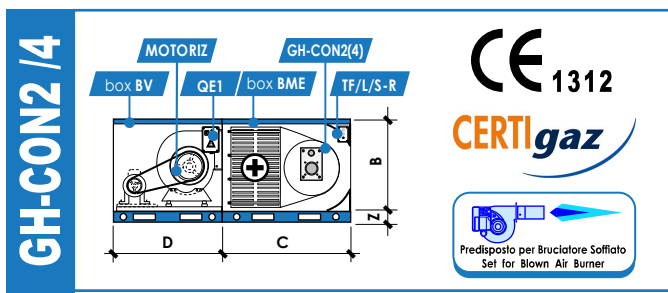 GH-CON2 /4
MOTORIZ
GH-CON2(4)
box BV
QE1
box BME
TF/L/S-R
B
Z
D
C
CE 1312
CERTIgaz
Predisposto per Bruciatore Soffiato
Set for Blown Air Burner